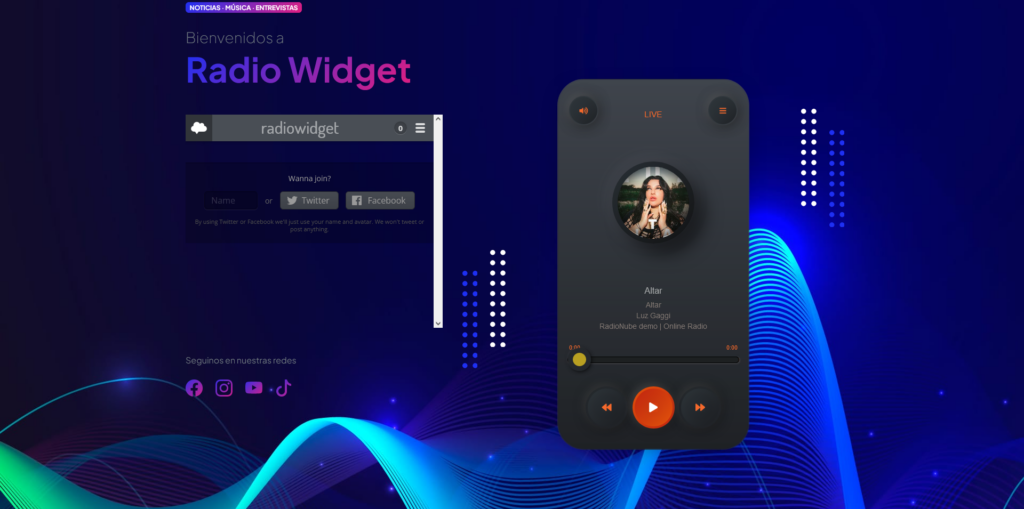 NOTICIAS · MÚSICA · ENTREVISTAS
Bienvenidos a
Radio Widget
radiowidget
0
Wanna join?
Name
or
Twitter
Facebook
By using Twitter or Facebook we'll just use your name and avatar. We won't tweet or
post anything.
Seguinos en nuestras redes
LIVE
Altar
Altar
Luz Gaggi
RadioNube demo | Online Radio
0:00